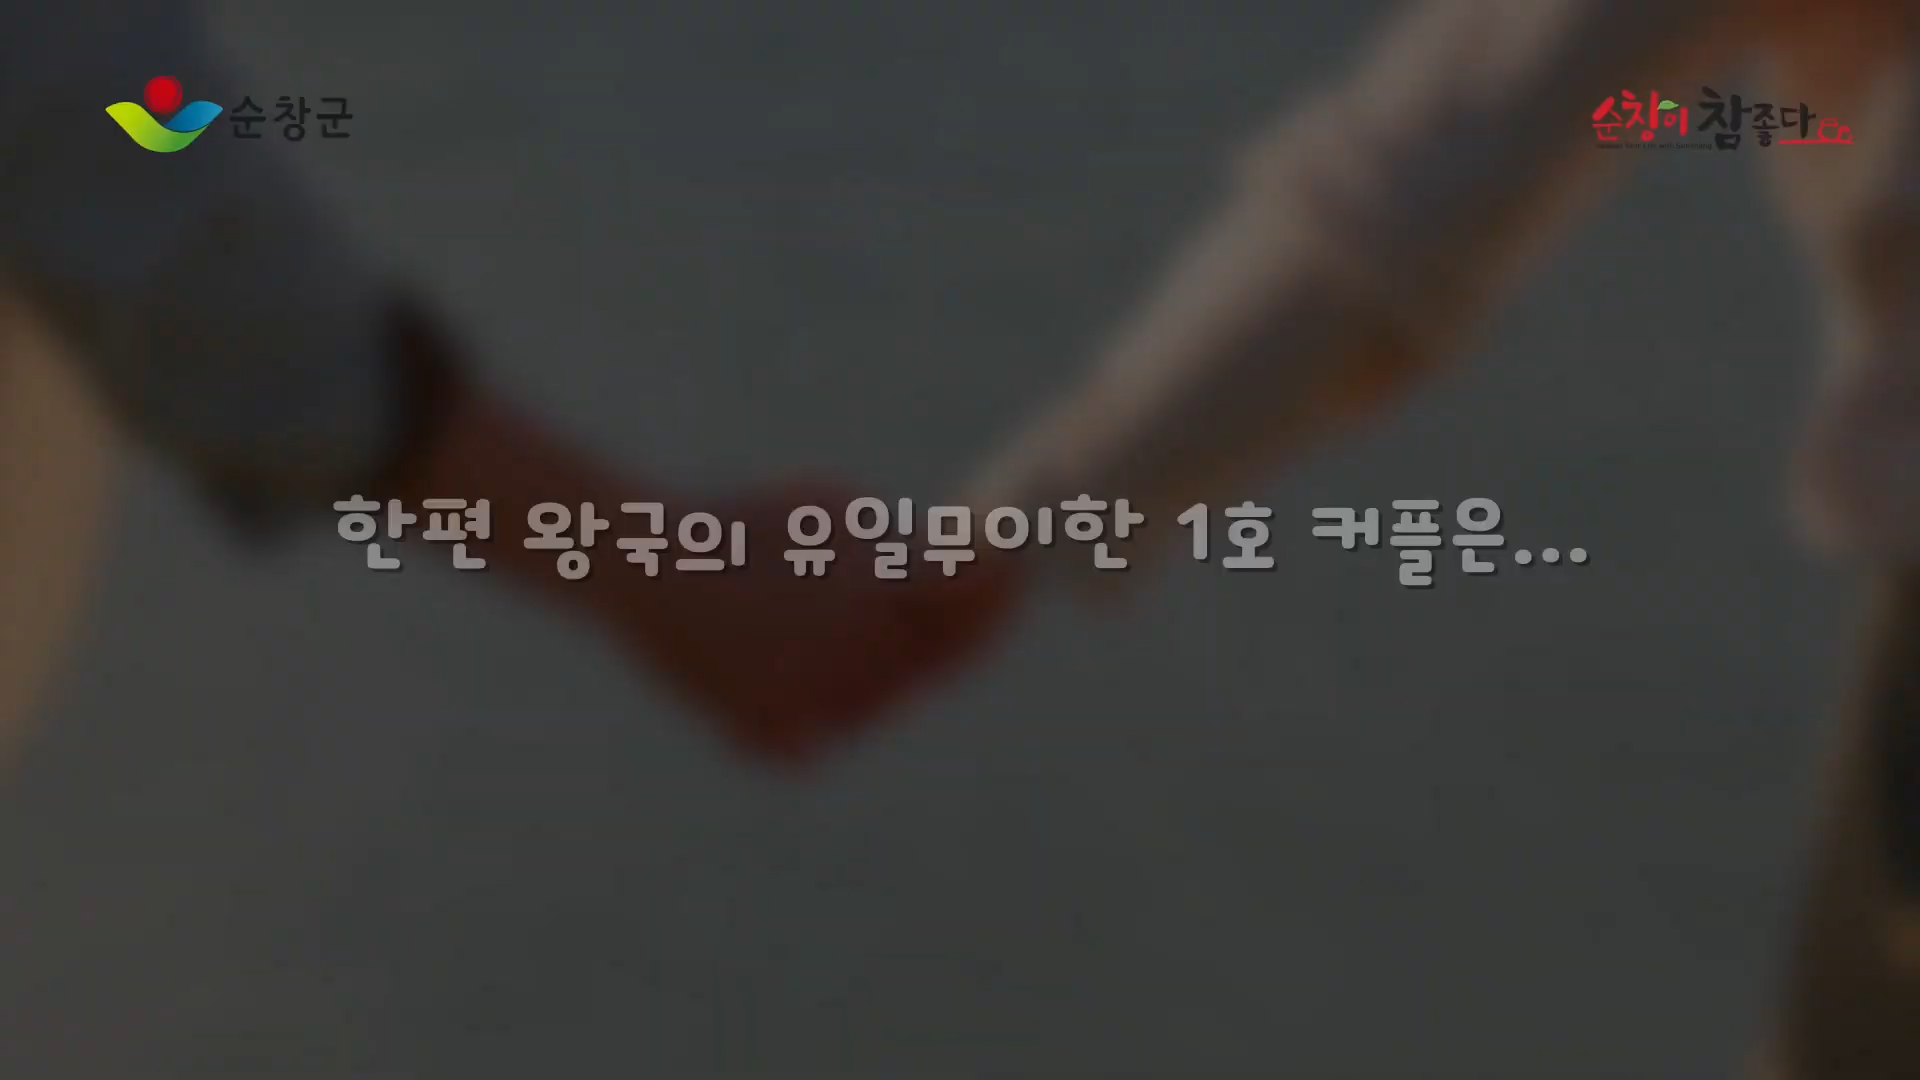 순창군
순창이 참좋다
한편 왕국의 유일무이한 1호 커플은...